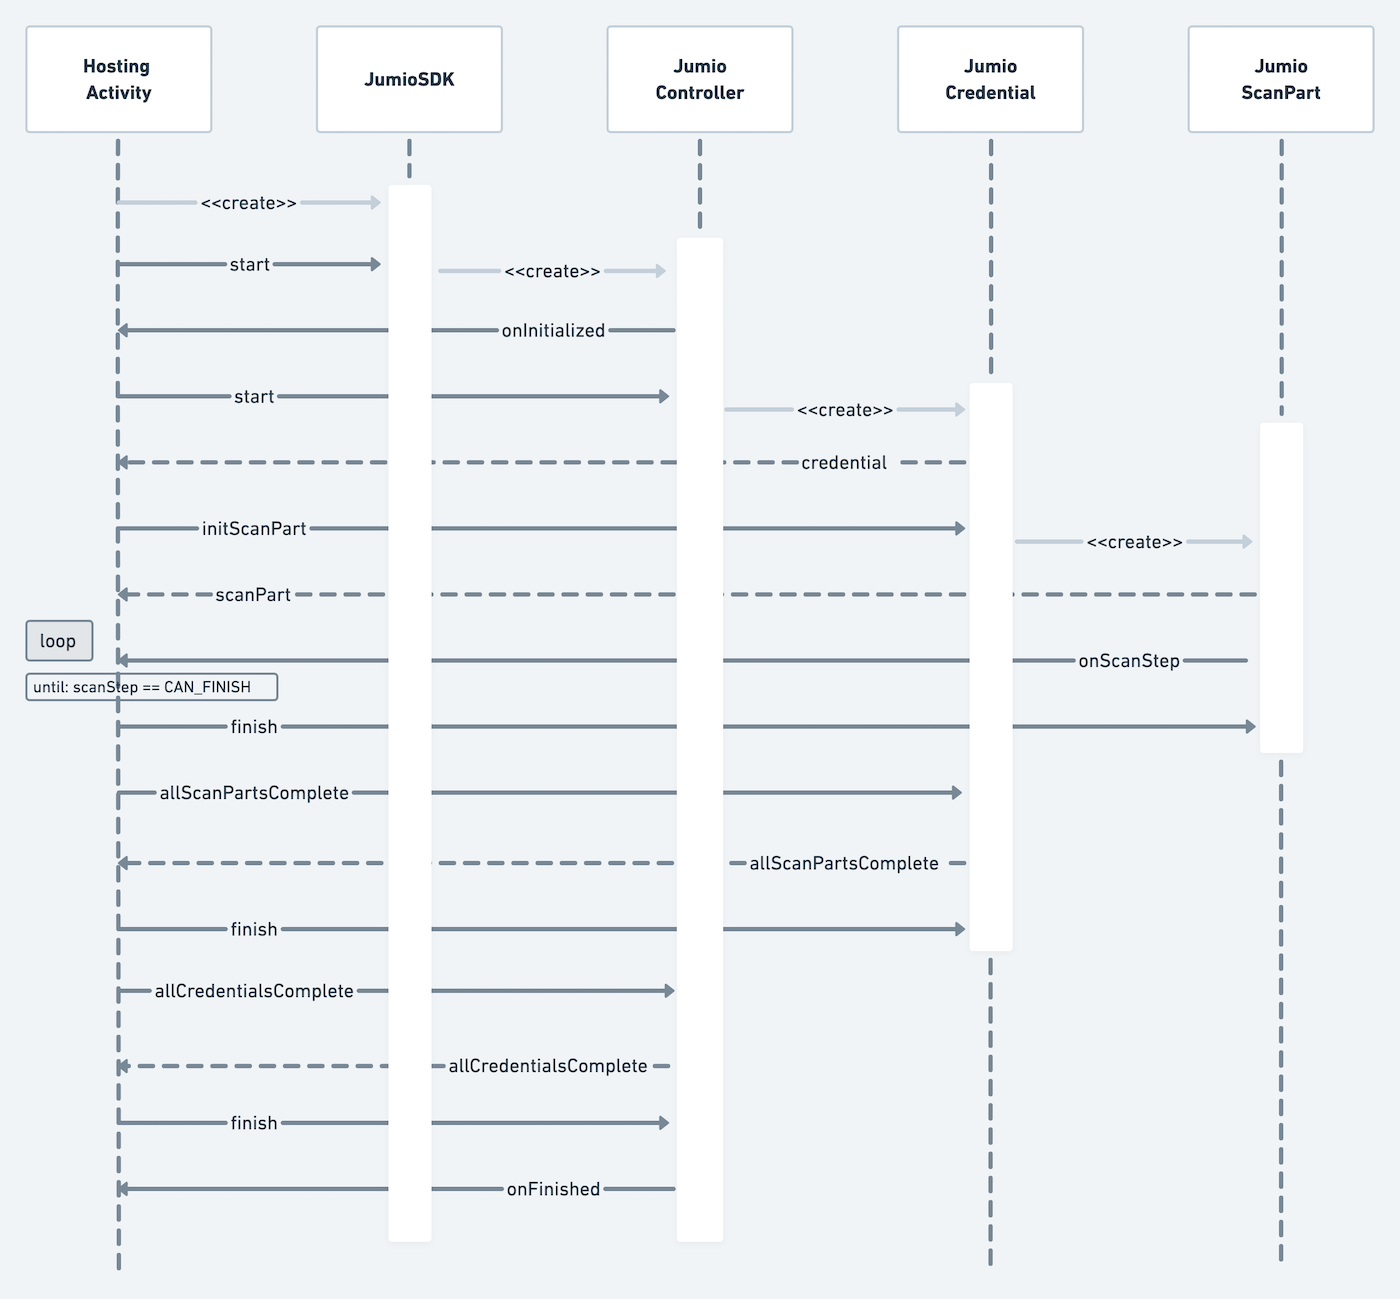 Hosting
Activity
JumioSDK
Jumio
Controller
Jumio
Credential
Jumio
ScanPart
<<create>>
start
<<create>>
onInitialized
start
<<create>>
credential
initScanPart
<<create>>
scanPart
loop
onScanStep
until: scanStep == CAN_FINISH
finish
allScanPartsComplete
allScanPartsComplete
finish
allCredentialsComplete
allCredentialsComplete
finish
onFinished